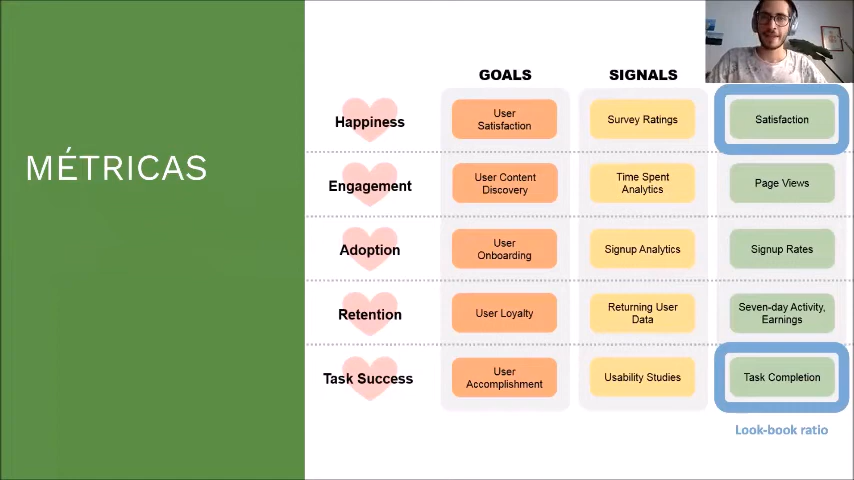 MÉTRICAS
GOALS
SIGNALS
Happiness
User
Satisfaction
Survey Ratings
Satisfaction
Engagement
User Content
Discovery
Time Spent
Analytics
Page Views
Adoption
User
Onboarding
Signup Analytics
Signup Rates
Retention
User Loyalty
Returning User
Data
Seven-day Activity,
Earnings
Task Success
User
Accomplishment
Usability Studies
Task Completion
Look-book ratio